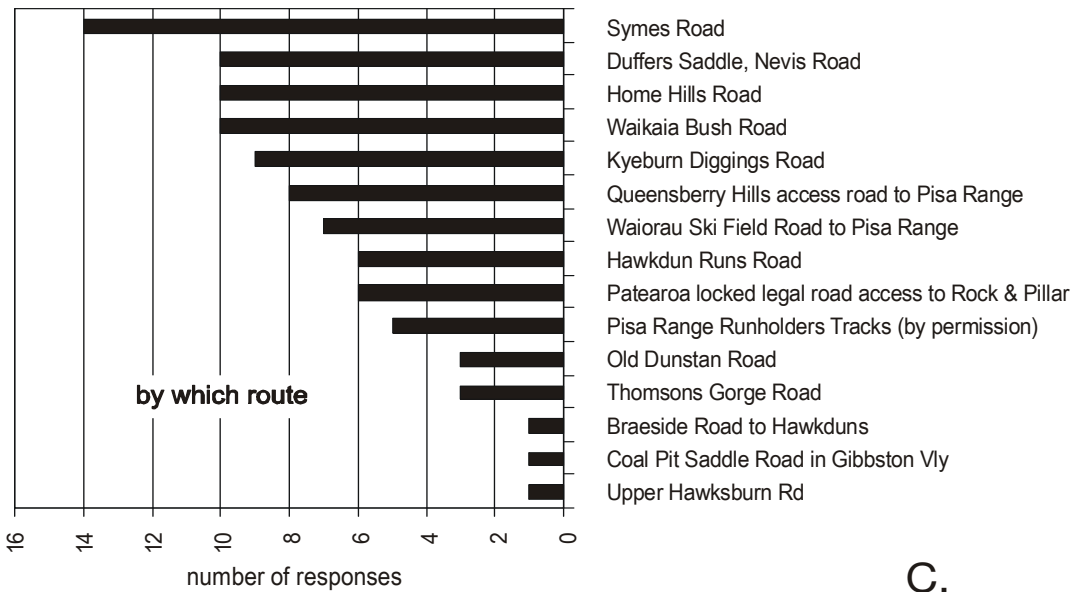 Symes Road
Duffers Saddle, Nevis Road
Home Hills Road
Waikaia Bush Road
Kyeburn Diggings Road
Queensberry Hills access road to Pisa Range
Waiorau Ski Field Road to Pisa Range
Hawkdun Runs Road
Patearoa locked legal road access to Rock & Pillar
Pisa Range Runholders Tracks (by permission)
Old Dunstan Road
Thomsons Gorge Road
Braeside Road to Hawkduns
Coal Pit Saddle Road in Gibbston Vly
Upper Hawksburn Rd
by which route
16 14 12 10 8 6 4 2 0
number of responses
C.